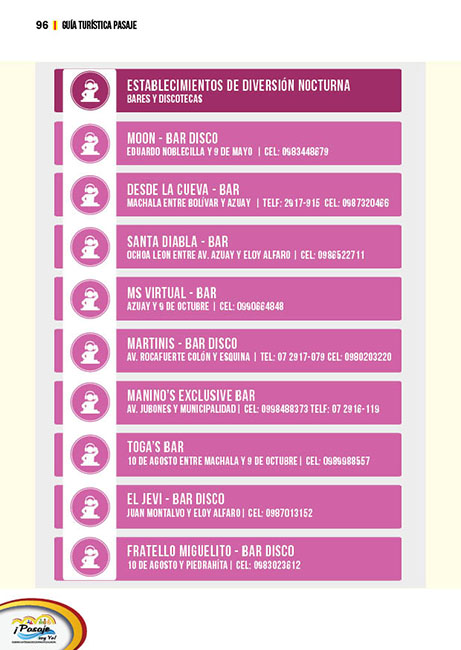 96 | GUÍA TURÍSTICA PASAJE
ESTABLECIMIENTOS DE DIVERSIÓN NOCTURNA
BARES Y DISCOTECAS
MOON - BAR DISCO
EDUARDO NOBLECILLA Y 9 DE MAYO | CEL: 0983448679
DESDE LA CUEVA - BAR
MACHALA ENTRE BOLÍVAR Y AZUAY | TELF: 2917-915 CEL: 0987320466
SANTA DIABLA - BAR
OCHOA LEON ENTRE AV. AZUAY Y ELOY ALFARO | CEL: 0986522711
MS VIRTUAL - BAR
AZUAY Y 9 DE OCTUBRE | CEL: 0990664848
MARTINIS - BAR DISCO
AV. ROCAFUERTE COLÓN Y ESQUINA | TEL: 07 2917-079 CEL: 0980203220
MANINO'S EXCLUSIVE BAR
AV. JUBONES Y MUNICIPALIDAD| CEL: 0998488373 TELF: 07 2916-119
TOGA'S BAR
10 DE AGOSTO ENTRE MACHALA Y 9 DE OCTUBRE| CEL: 0989988557
EL JEVI - BAR DISCO
JUAN MONTALVO Y ELOY ALFARO| CEL: 0987013152
FRATELLO MIGUELITO - BAR DISCO
10 DE AGOSTO Y PIEDRAHÍTA | CEL: 0983023612
¡Pasaje
soy Yo!